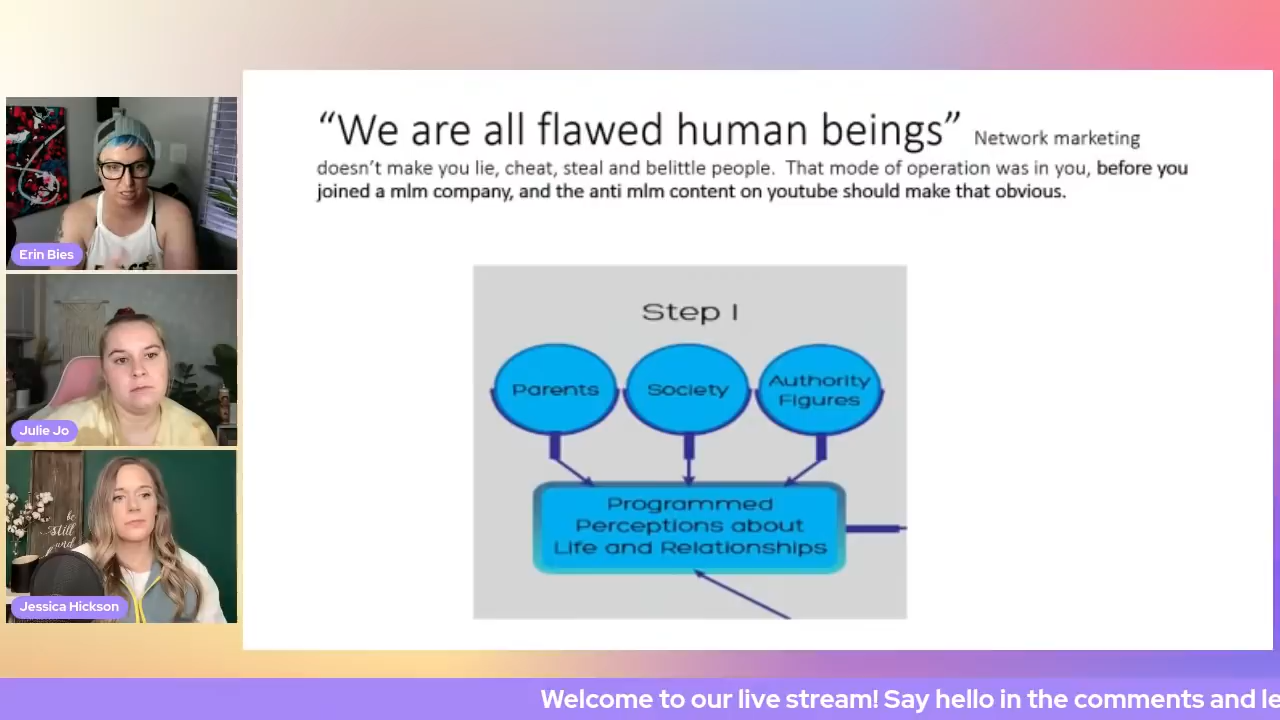 “We are all flawed human beings” Network marketing
doesn’t make you lie, cheat, steal and belittle people. That mode of operation was in you, before you
joined a mlm company, and the anti mlm content on youtube should make that obvious.
Step I
Parents
Society
Authority
Figures
Programmed
Perceptions about
Life and Relationships
Erin Bies
Julie Jo
be
still
and
Jessica Hickson
Welcome to our live stream! Say hello in the comments and le